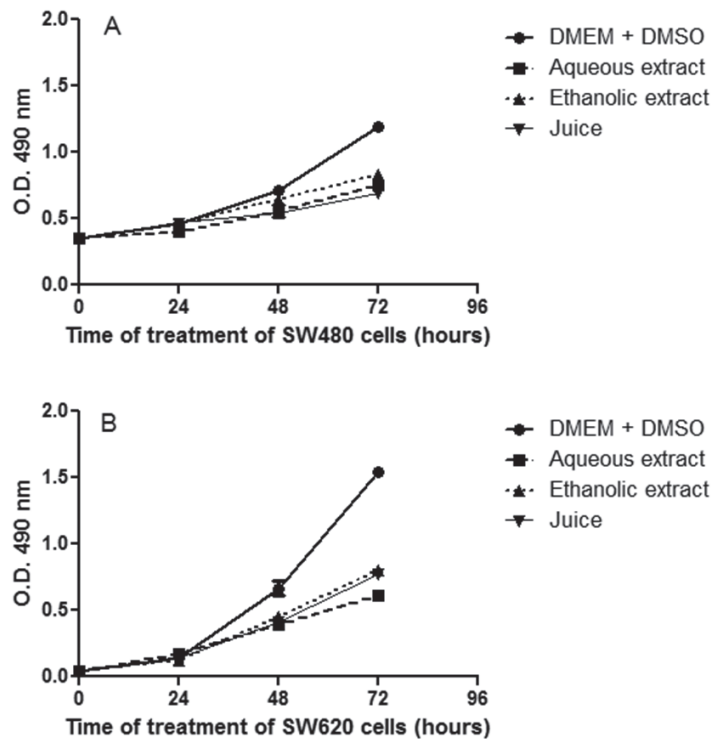 A
2.0
1.5
1.0
0.5
0.0
O.D. 490 nm
0 24 48 72 96
Time of treatment of SW480 cells (hours)
DMEM + DMSO
Aqueous extract
Ethanolic extract
Juice
B
2.0
1.5
1.0
0.5
0.0
O.D. 490 nm
0 24 48 72 96
Time of treatment of SW620 cells (hours)
DMEM + DMSO
Aqueous extract
Ethanolic extract
Juice